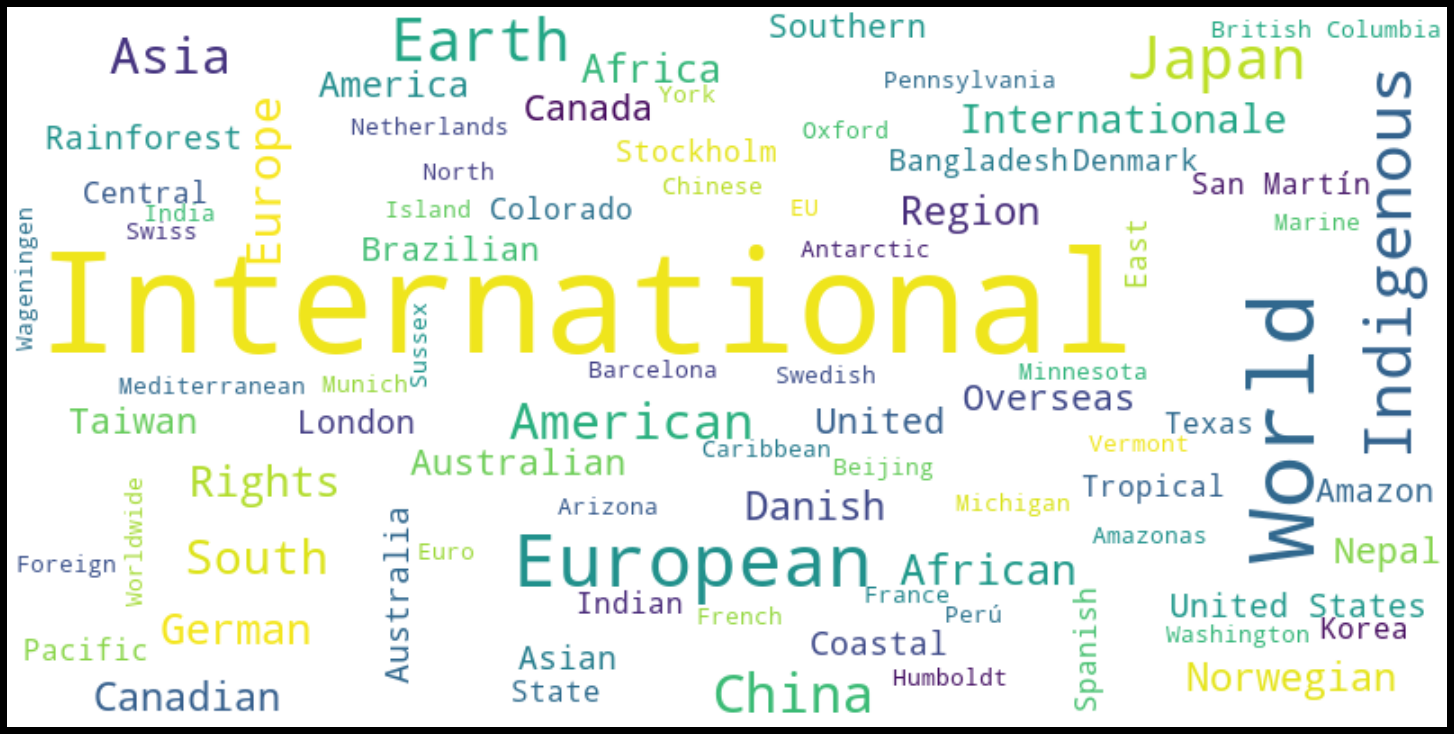 Southern
British Columbia
Earth
Asia
Japan
Africa
America
Pennsylvania
York
Canada
Netherlands
Internationale
Oxford
Rainforest
Europe
Stockholm
Bangladesh
Denmark
North
Chinese
San Martín
Indigenous
Central
India
Island
Colorado
EU
Region
Marine
Swiss
Wageningen
Brazilian
Antarctic
East
International
Sussex
World
Barcelona
Swedish
Minnesota
Mediterranean
Munich
Overseas
Taiwan
London
American
United
Texas
Caribbean
Vermont
Australian
Beijing
Rights
Tropical
Amazon
Arizona
Danish
Michigan
Worldwide
Amazonas
Australia
Euro
Nepal
South
Foreign
European
African
Indian
France
French
Perú
Spanish
United States
German
Washington
Korea
Pacific
Coastal
Asian
Humboldt
Norwegian
Canadian
State
China